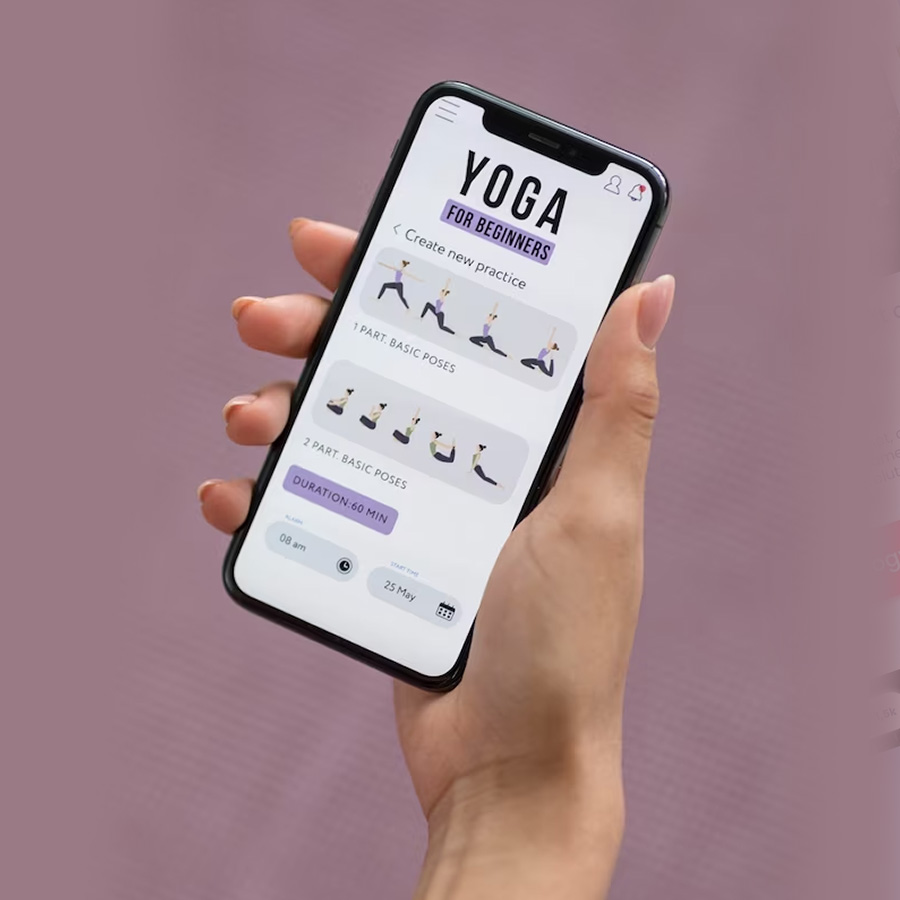 YOGA
FOR BEGINNERS
< Create new practice
1 PART. BASIC POSES
2 PART. BASIC POSES
DURATION:60 MIN
ALARM
08 am
START TIME
25 May